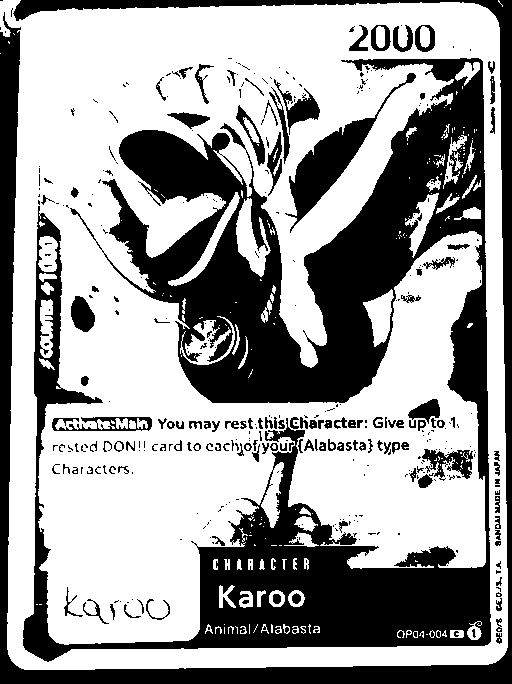 2000
⚡COUNTER +1000
Activate:Main You may rest this Character: Give up to 1
rested DON!! card to each of your {Alabasta} type
Characters.
CHARACTER
Karoo
karoo
Animal/Alabasta
OP04-004 C 1
BANDAI MADE IN JAPAN